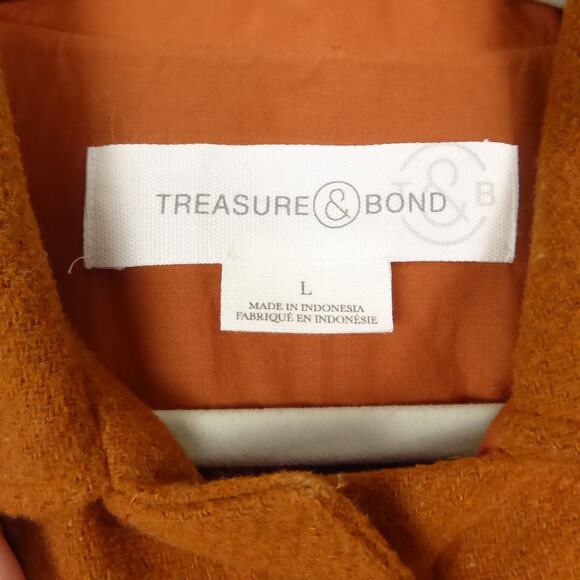 TREASURE & BOND
T & B
L
MADE IN INDONESIA
FABRIQUÉ EN INDONÉSIE